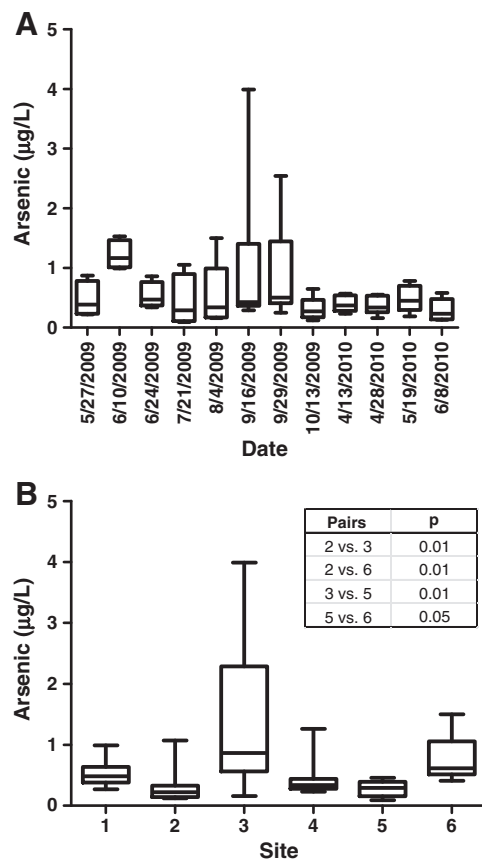 A
Arsenic (µg/L)
5
4
3
2
1
0
5/27/2009
6/10/2009
6/24/2009
7/21/2009
8/4/2009
9/16/2009
9/29/2009
10/13/2009
4/13/2010
4/28/2010
5/19/2010
6/8/2010
Date
B
Arsenic (µg/L)
5
4
3
2
1
0
Pairs p
2 vs. 3 0.01
2 vs. 6 0.01
3 vs. 5 0.01
5 vs. 6 0.05
1 2 3 4 5 6
Site